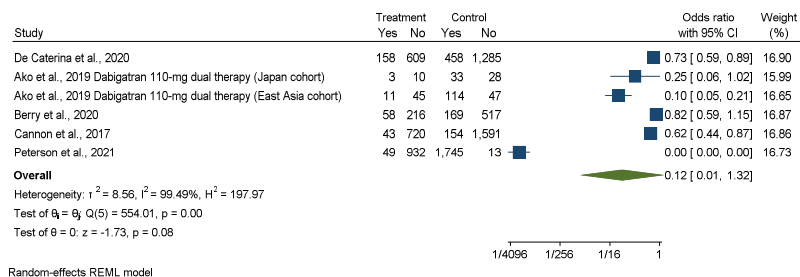 Treatment Control Odds ratio Weight
Study Yes No Yes No with 95% CI (%)
De Caterina et al., 2020 158 609 458 1,285 0.73 [ 0.59, 0.89] 16.90
Ako et al., 2019 Dabigatran 110-mg dual therapy (Japan cohort) 3 10 33 28 0.25 [ 0.06, 1.02] 15.99
Ako et al., 2019 Dabigatran 110-mg dual therapy (East Asia cohort) 11 45 114 47 0.10 [ 0.05, 0.21] 16.65
Berry et al., 2020 58 216 169 517 0.82 [ 0.59, 1.15] 16.87
Cannon et al., 2017 43 720 154 1,591 0.62 [ 0.44, 0.87] 16.86
Peterson et al., 2021 49 932 1,745 13 0.00 [ 0.00, 0.00] 16.73
Overall 0.12 [ 0.01, 1.32]
Heterogeneity: τ² = 8.56, I² = 99.49%, H² = 197.97
Test of θᵢ = θⱼ: Q(5) = 554.01, p = 0.00
Test of θ = 0: z = -1.73, p = 0.08
1/4096 1/256 1/16 1
Random-effects REML model